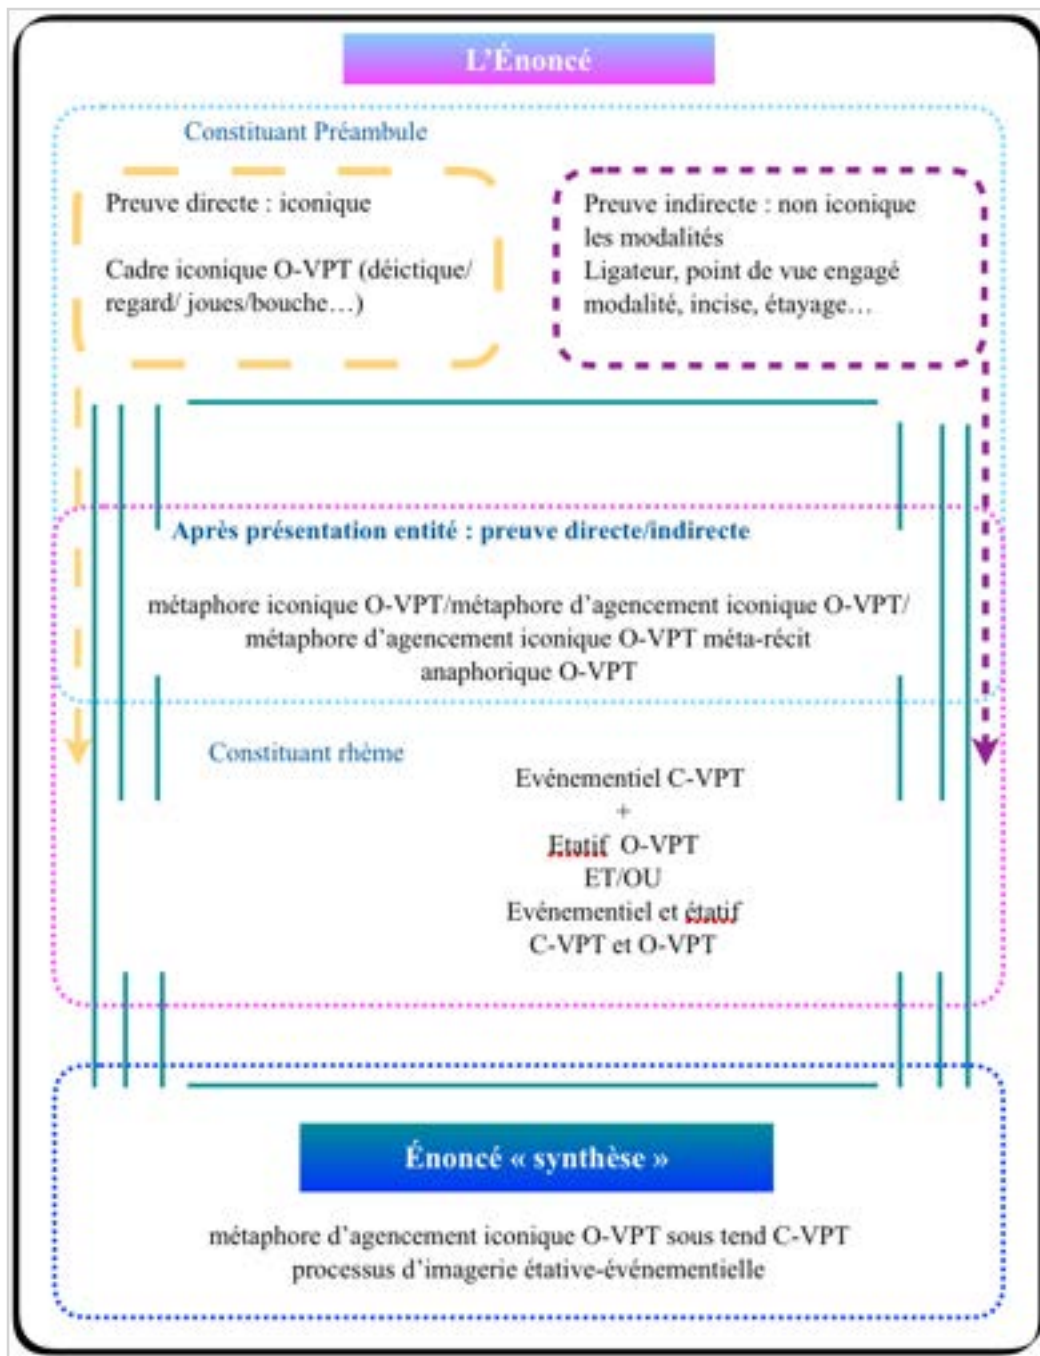 L'Énoncé
Constituant Préambule
Preuve directe : iconique
Cadre iconique O-VPT (déictique/
regard/ joues/bouche…)
Preuve indirecte : non iconique
les modalités
Ligateur, point de vue engagé
modalité, incise, étayage…
Après présentation entité : preuve directe/indirecte
métaphore iconique O-VPT/métaphore d'agencement iconique O-VPT/
métaphore d'agencement iconique O-VPT méta-récit
anaphorique O-VPT
Constituant rhème
Evénementiel C-VPT
+
Etatif O-VPT
ET/OU
Evénementiel et étatif
C-VPT et O-VPT
Énoncé « synthèse »
métaphore d'agencement iconique O-VPT sous tend C-VPT
processus d'imagerie étative-événementielle